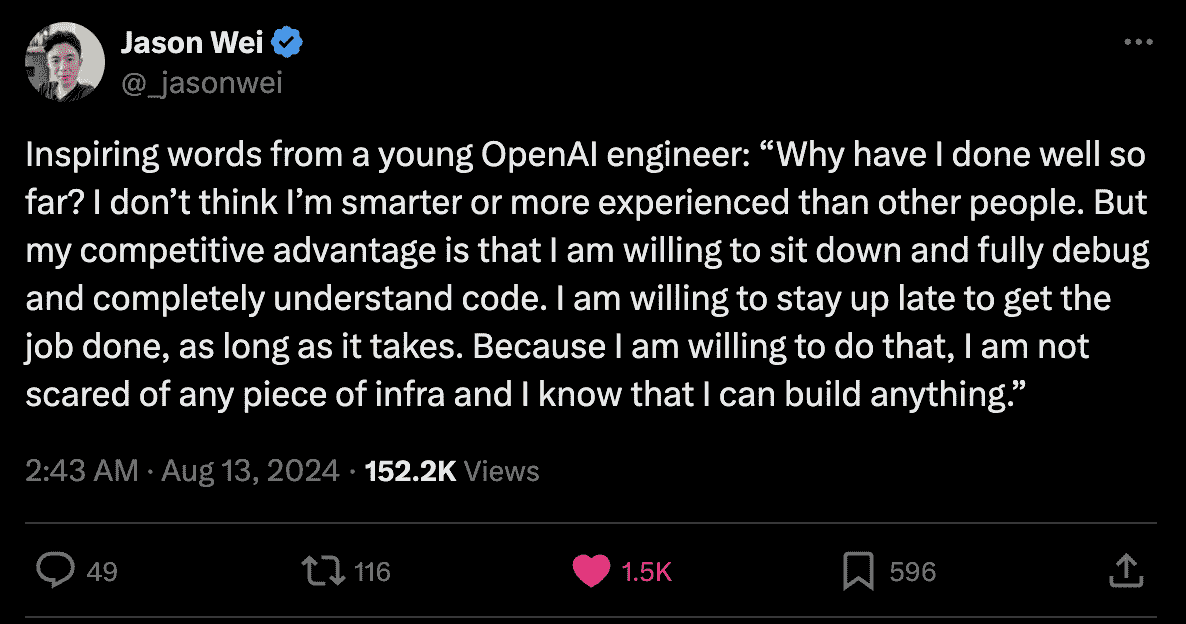 Jason Wei
@_jasonwei
Inspiring words from a young OpenAI engineer: “Why have I done well so
far? I don’t think I’m smarter or more experienced than other people. But
my competitive advantage is that I am willing to sit down and fully debug
and completely understand code. I am willing to stay up late to get the
job done, as long as it takes. Because I am willing to do that, I am not
scared of any piece of infra and I know that I can build anything.”
2:43 AM · Aug 13, 2024 · 152.2K Views
49 116 1.5K 596